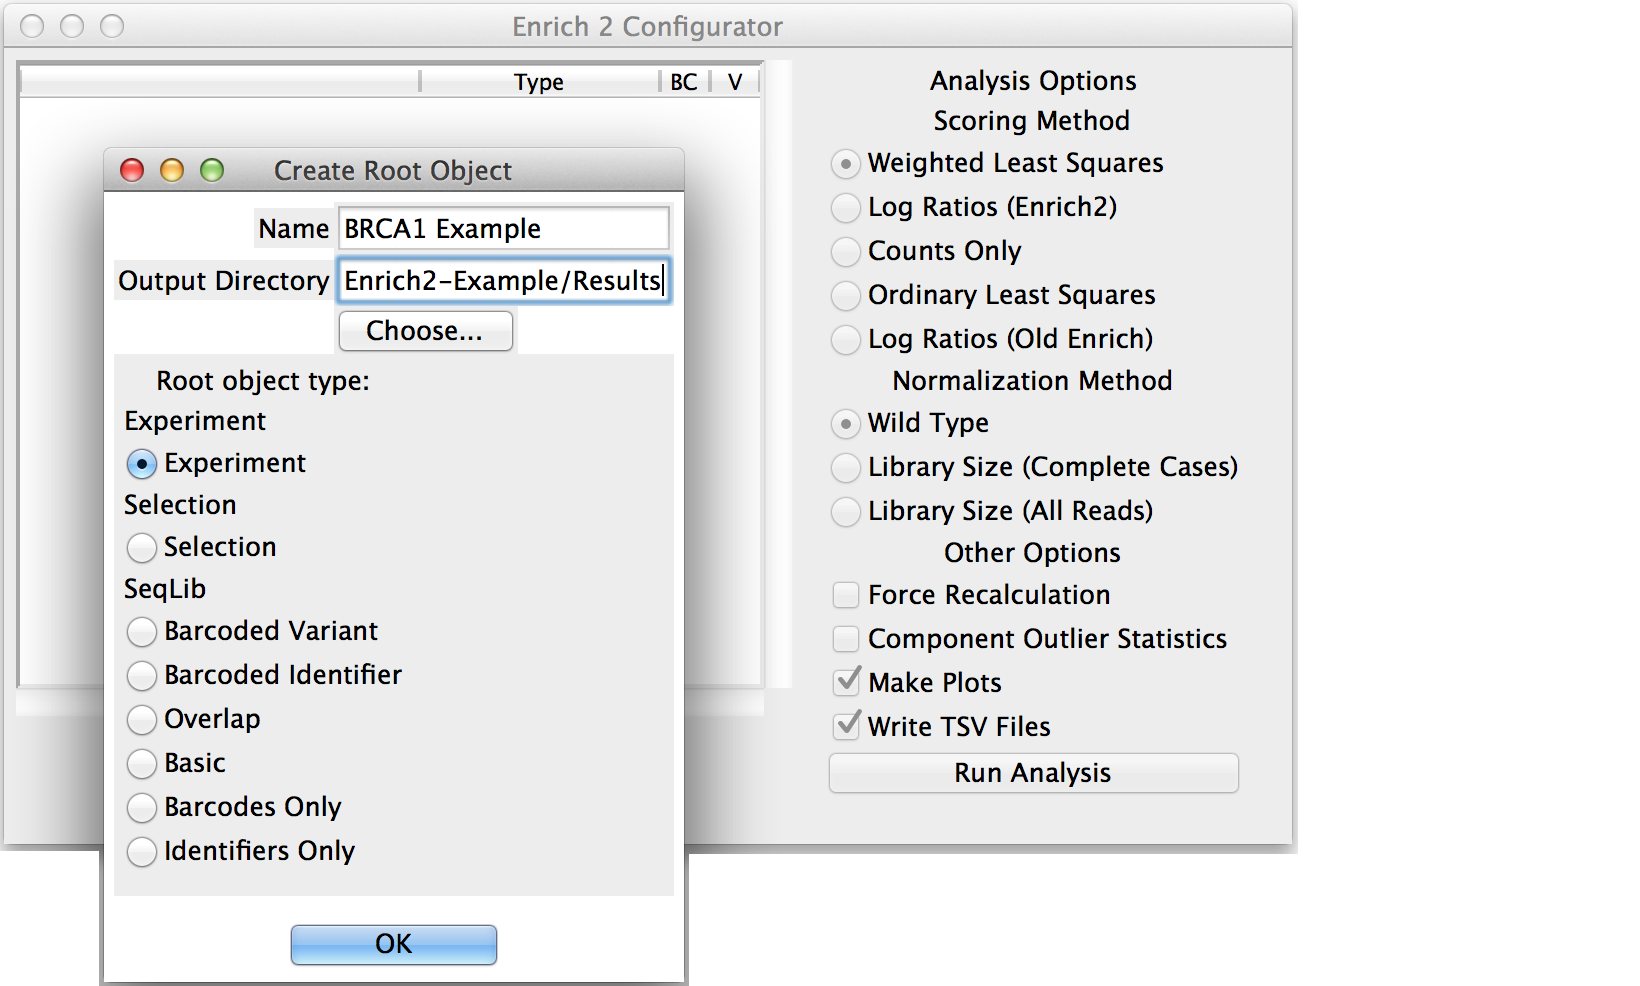 Enrich 2 Configurator
Type BC V
Create Root Object
Name BRCA1 Example
Output Directory Enrich2-Example/Results
Choose...
Root object type:
Experiment
Experiment
Selection
Selection
SeqLib
Barcoded Variant
Barcoded Identifier
Overlap
Basic
Barcodes Only
Identifiers Only
OK
Analysis Options
Scoring Method
Weighted Least Squares
Log Ratios (Enrich2)
Counts Only
Ordinary Least Squares
Log Ratios (Old Enrich)
Normalization Method
Wild Type
Library Size (Complete Cases)
Library Size (All Reads)
Other Options
Force Recalculation
Component Outlier Statistics
Make Plots
Write TSV Files
Run Analysis